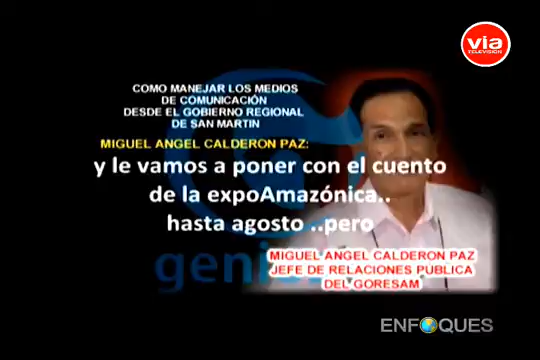 via
TELEVISIÓN
COMO MANEJAR LOS MEDIOS
DE COMUNICACIÓN
DESDE EL GOBIERNO REGIONAL
DE SAN MARTIN
MIGUEL ANGEL CALDERON PAZ:
y le vamos a poner con el cuento
de la expoAmazónica..
hasta agosto ..pero
MIGUEL ANGEL CALDERON PAZ
JEFE DE RELACIONES PUBLICA
DEL GORESAM
ENFOQUES